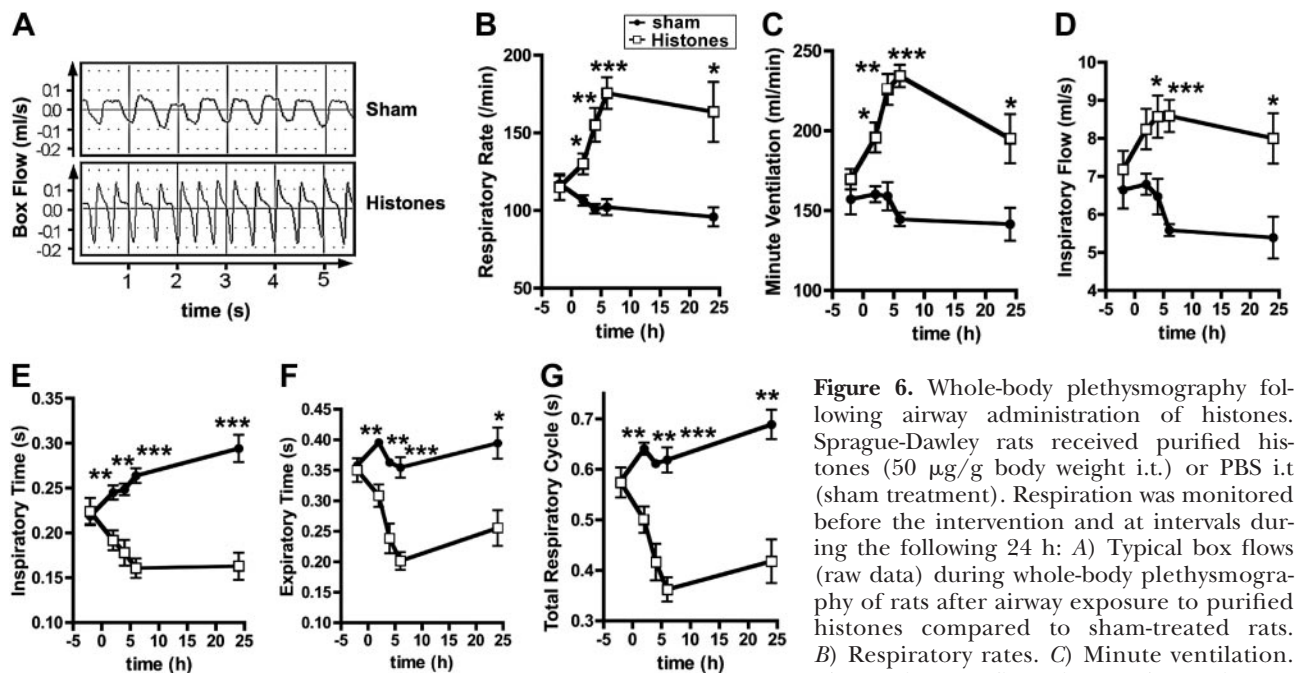 A
Box Flow (ml/s)
0.1
0.0
-0.1
-0.2
Sham
0.1
0.0
-0.1
-0.2
Histones
1 2 3 4 5
time (s)
B
sham
Histones
Respiratory Rate (/min)
200
150
100
50
* ** *** *
-5 0 5 10 15 20 25
time (h)
C
Minute Ventilation (ml/min)
250
200
150
100
* ** *** *
-5 0 5 10 15 20 25
time (h)
D
Inspiratory Flow (ml/s)
10
9
8
7
6
5
4
* *** *
-5 0 5 10 15 20 25
time (h)
E
Inspiratory Time (s)
0.35
0.30
0.25
0.20
0.15
0.10
** ** *** ***
-5 0 5 10 15 20 25
time (h)
F
Expiratory Time (s)
0.45
0.40
0.35
0.30
0.25
0.20
0.15
0.10
** ** *** *
-5 0 5 10 15 20 25
time (h)
G
Total Respiratory Cycle (s)
0.7
0.6
0.5
0.4
0.3
** ** *** **
-5 0 5 10 15 20 25
time (h)
Figure 6. Whole-body plethysmography fol-
lowing airway administration of histones.
Sprague-Dawley rats received purified his-
tones (50 μg/g body weight i.t.) or PBS i.t
(sham treatment). Respiration was monitored
before the intervention and at intervals dur-
ing the following 24 h: A) Typical box flows
(raw data) during whole-body plethysmogra-
phy of rats after airway exposure to purified
histones compared to sham-treated rats.
B) Respiratory rates. C) Minute ventilation.